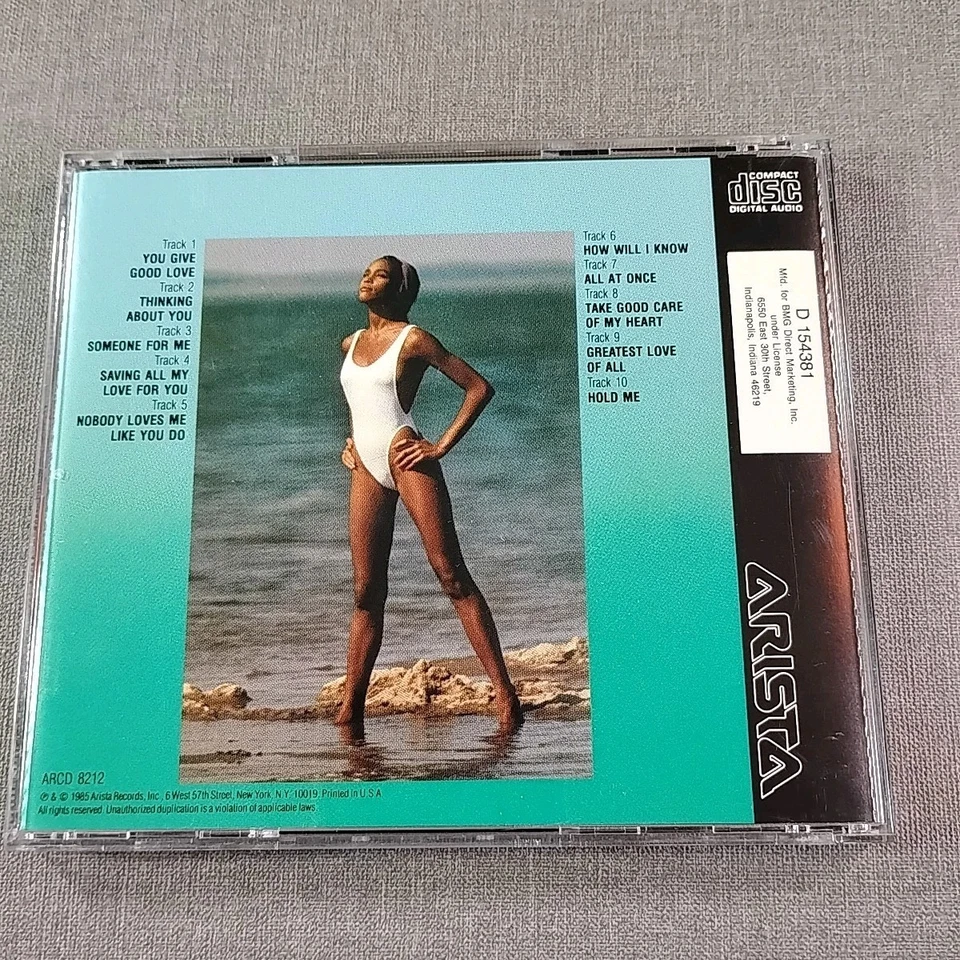 Track 1
YOU GIVE
GOOD LOVE
Track 2
THINKING
ABOUT YOU
Track 3
SOMEONE FOR ME
Track 4
SAVING ALL MY
LOVE FOR YOU
Track 5
NOBODY LOVES ME
LIKE YOU DO
Track 6
HOW WILL I KNOW
Track 7
ALL AT ONCE
Track 8
TAKE GOOD CARE
OF MY HEART
Track 9
GREATEST LOVE
OF ALL
Track 10
HOLD ME
COMPACT
disc
DIGITAL AUDIO
D 154381
Mfd. for BMG Direct Marketing, Inc.
under License
6550 East 30th Street,
Indianapolis, Indiana 46219
ARISTA
ARCD 8212
℗ & © 1985 Arista Records, Inc., 6 West 57th Street, New York, N.Y. 10019, Printed in U.S.A.
All rights reserved. Unauthorized duplication is a violation of applicable laws.